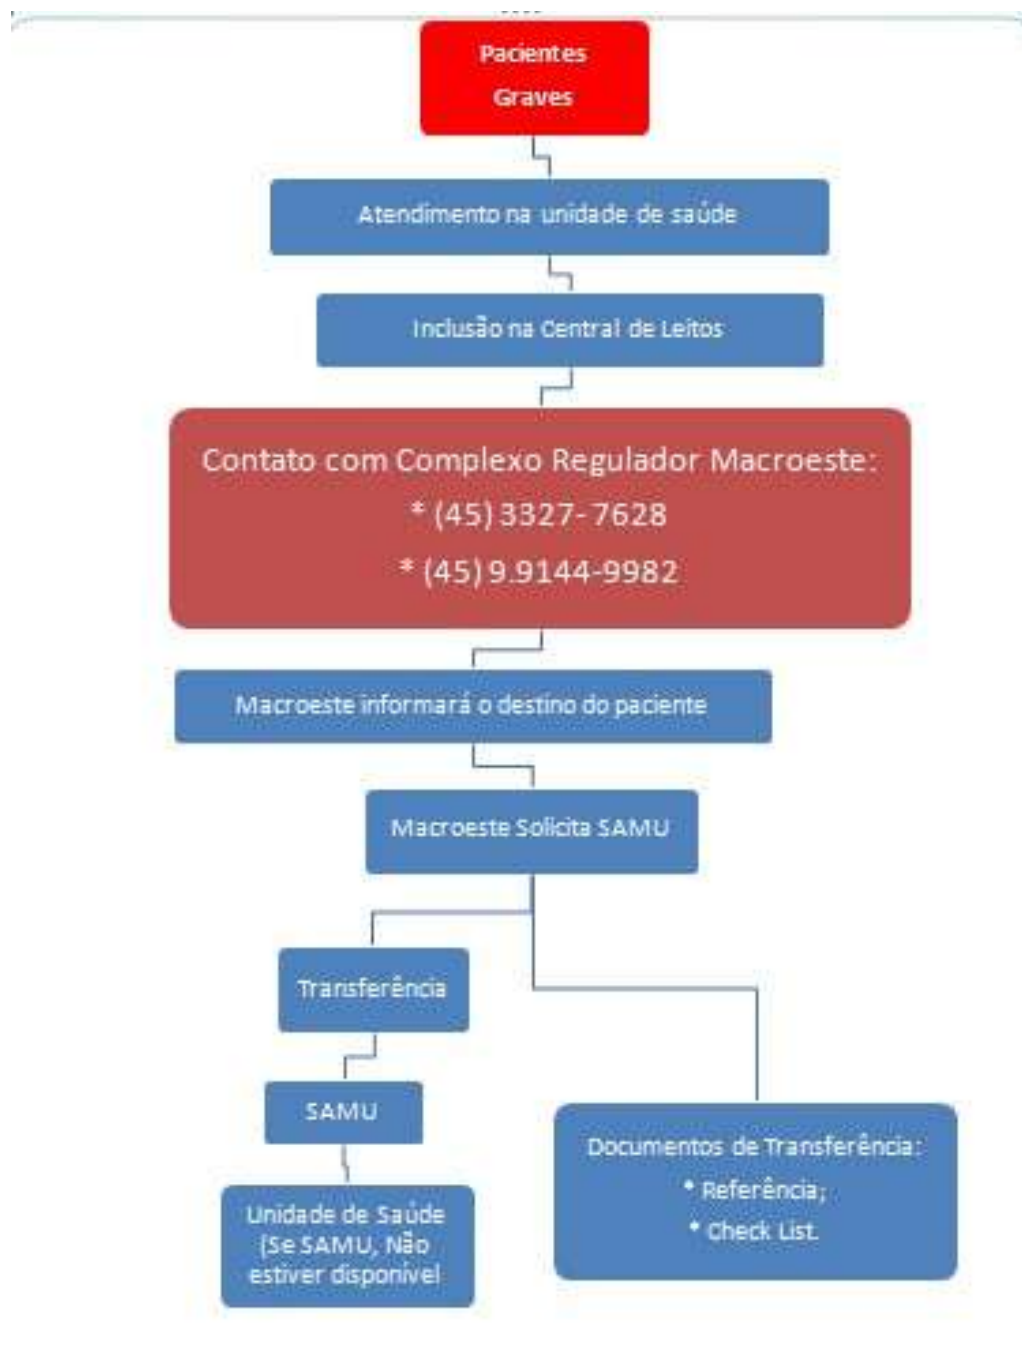 Pacientes
Graves
Atendimento na unidade de saúde
Inclusão na Central de Leitos
Contato com Complexo Regulador Macroeste:
* (45) 3327- 7628
* (45) 9.9144-9982
Macroeste informará o destino do paciente
Macroeste Solicita SAMU
Transferência
SAMU
Unidade de Saúde
(Se SAMU, Não
estiver disponível
Documentos de Transferência:
* Referência;
* Check List.